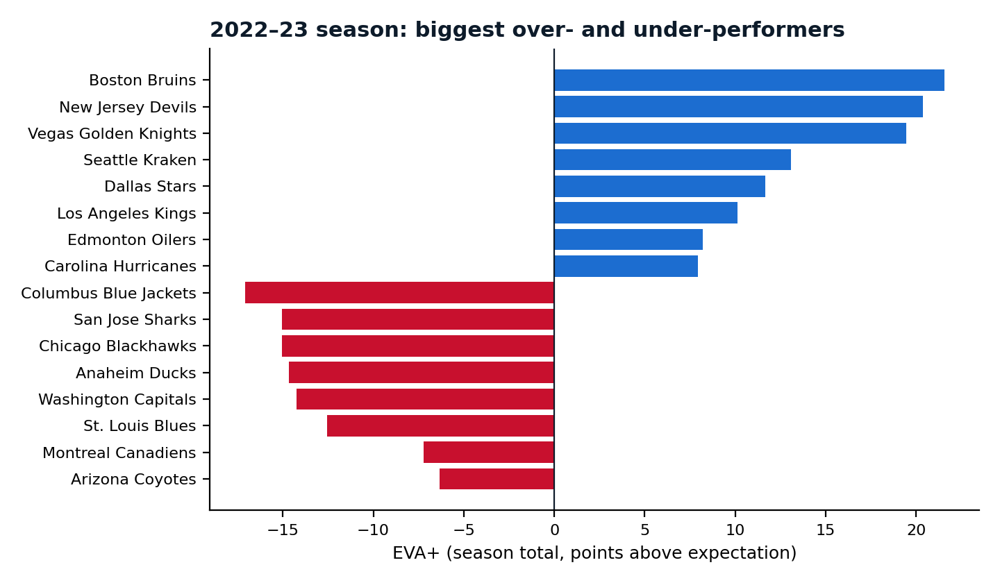 2022–23 season: biggest over- and under-performers
Boston Bruins
New Jersey Devils
Vegas Golden Knights
Seattle Kraken
Dallas Stars
Los Angeles Kings
Edmonton Oilers
Carolina Hurricanes
Columbus Blue Jackets
San Jose Sharks
Chicago Blackhawks
Anaheim Ducks
Washington Capitals
St. Louis Blues
Montreal Canadiens
Arizona Coyotes
−15 −10 −5 0 5 10 15 20
EVA+ (season total, points above expectation)